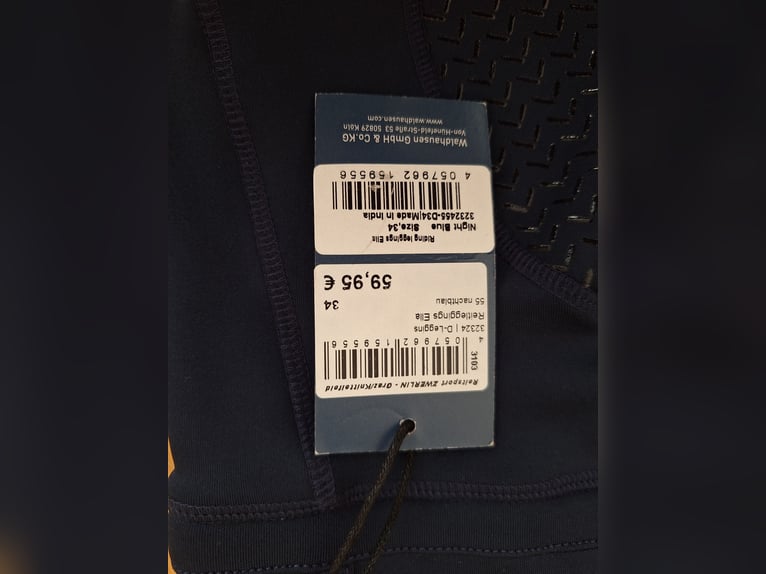 Reitsport ZWERLIN - Graz/Knittelfeld
3103
4 057962 159556
32324 | D-Leggins
Reitleggings Ella
55 nachtblau
34
59,95 €
Riding leggings Ella
Night Blue Size,34
3232455-D34|Made in India
4 057962 159556
Waldhausen GmbH & Co.KG
Von-Hünefeld-Straße 53 50829 Köln
www.waldhausen.com